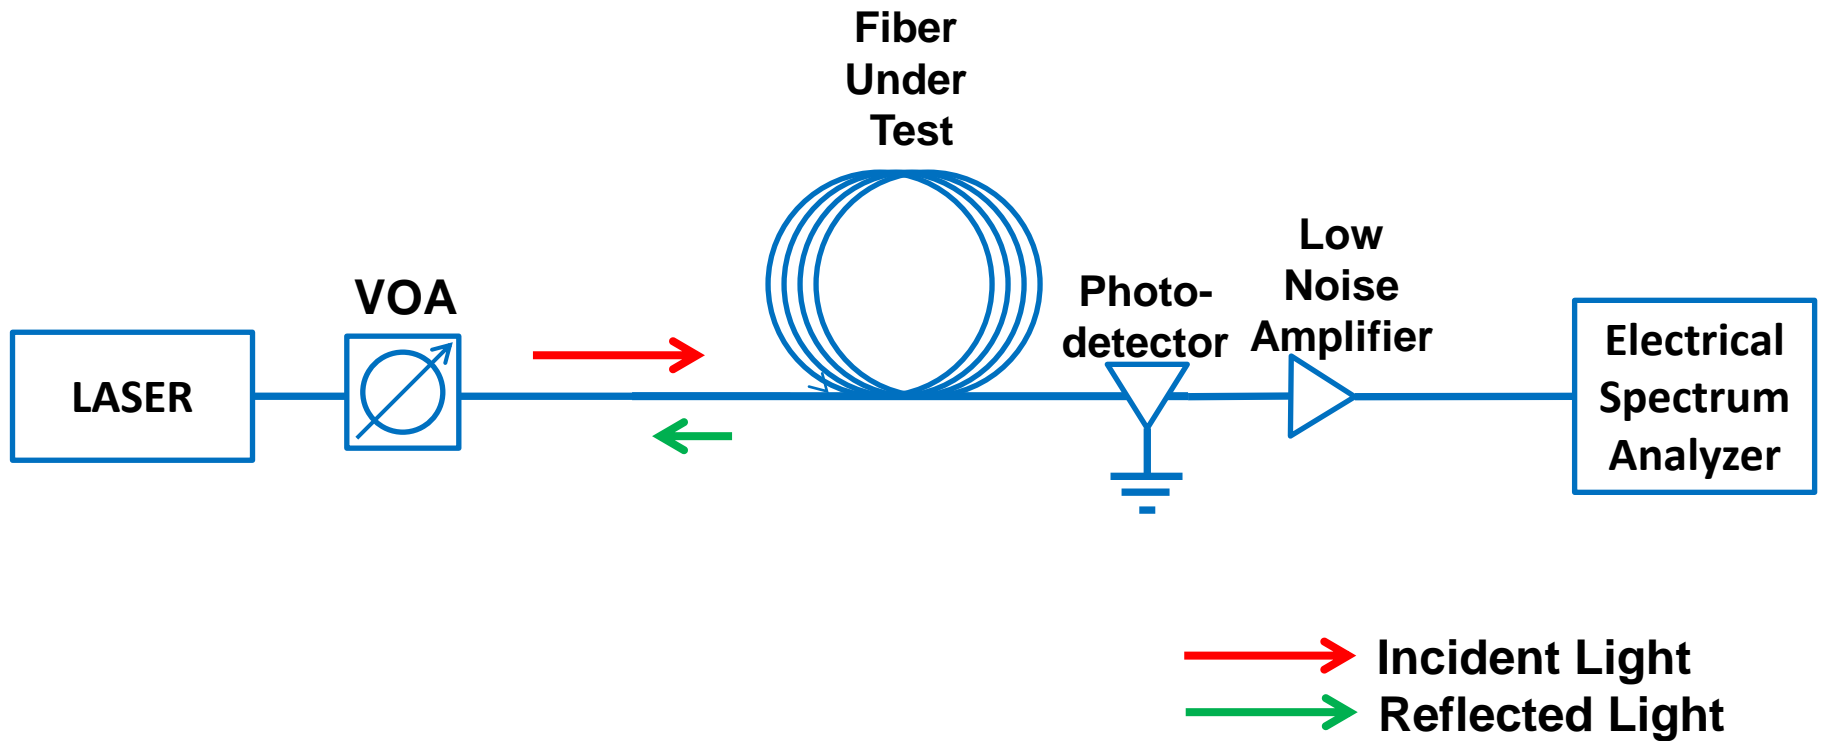 Fiber
Under
Test
VOA
LASER
Photo-
detector
Low
Noise
Amplifier
Electrical
Spectrum
Analyzer
Incident Light
Reflected Light